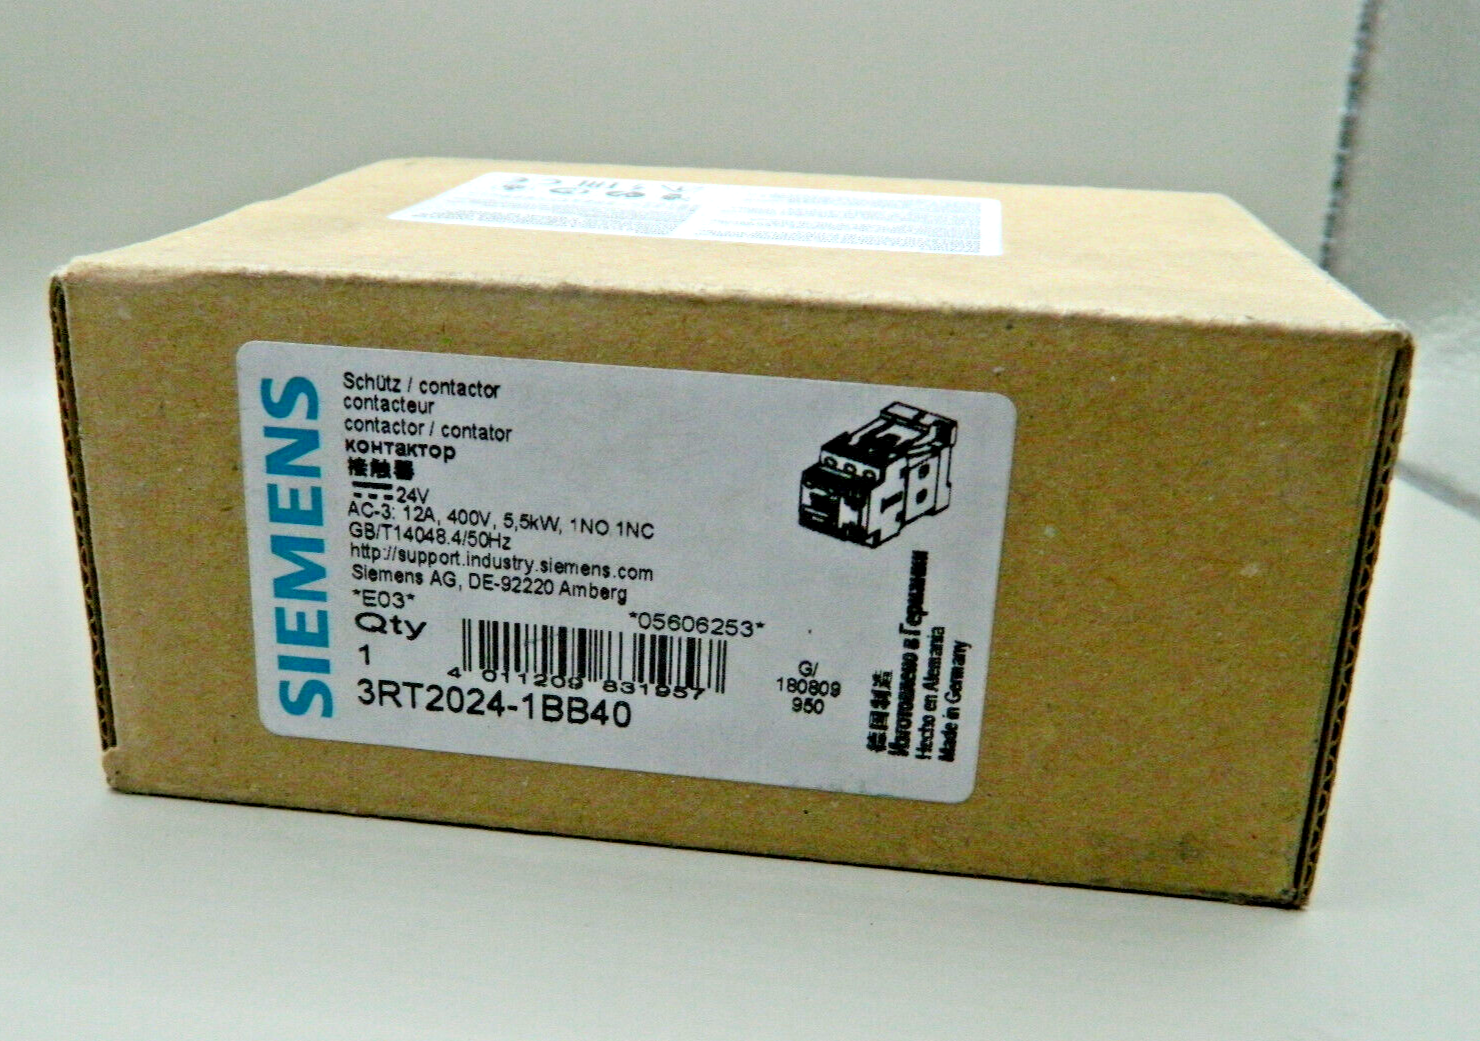 SIEMENS
Schütz / contactor
contacteur
contactor / contator
контактор
接触器
24V
AC-3: 12A, 400V, 5,5kW, 1NO 1NC
GB/T14048.4/50Hz
http://support.industry.siemens.com
Siemens AG, DE-92220 Amberg
*E03*
*05606253*
Qty
1
4 011209 831957
3RT2024-1BB40
G/
180809
950
德国制造
Изготовлено в Германии
Hecho en Alemania
Made in Germany